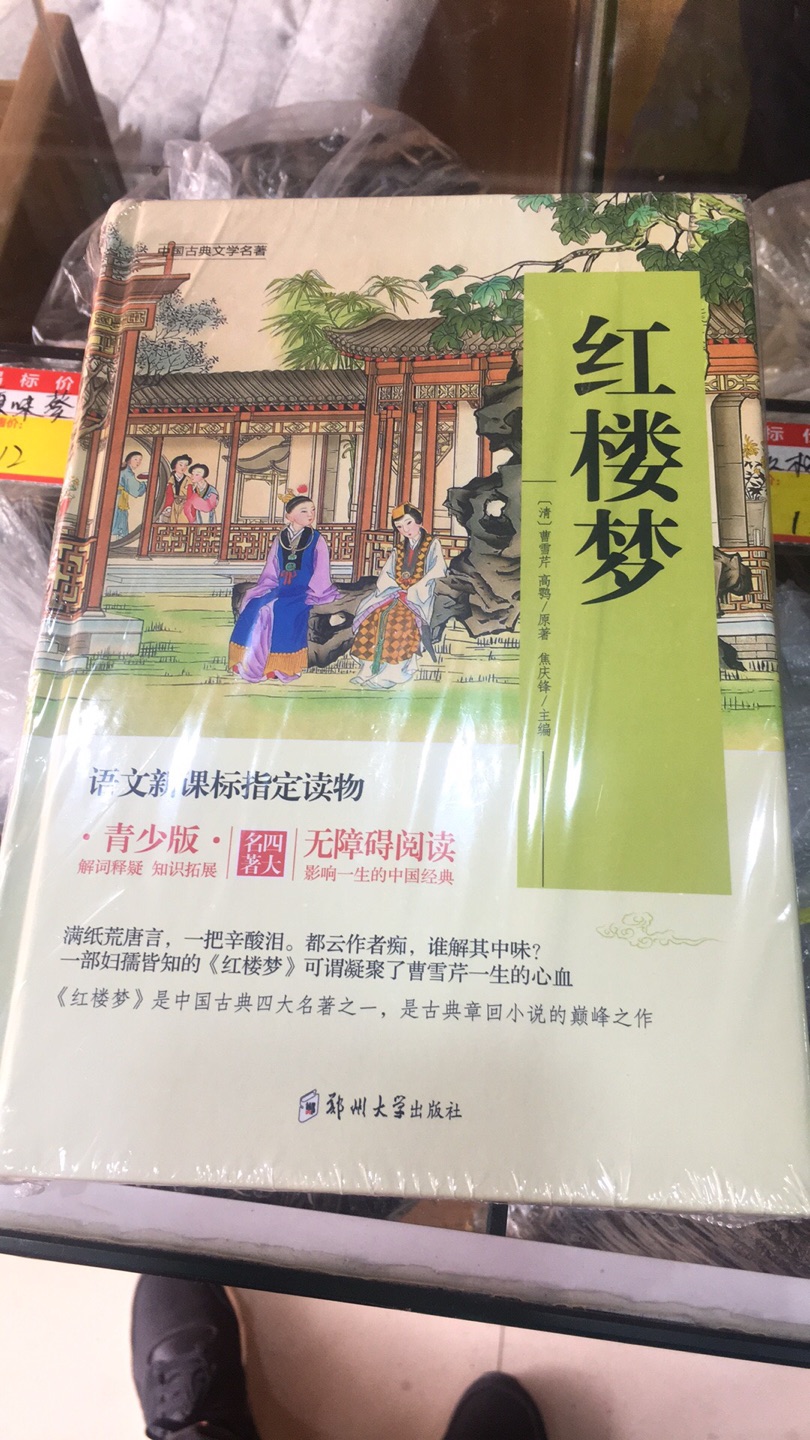 中国古典文学名著
红楼梦
〔清〕曹雪芹 高鹗/原著 焦庆锋/主编
语文新课标指定读物
·青少版·
解词释疑 知识拓展
四大名著
无障碍阅读
影响一生的中国经典
满纸荒唐言，一把辛酸泪。都云作者痴，谁解其中味？
一部妇孺皆知的《红楼梦》可谓凝聚了曹雪芹一生的心血
《红楼梦》是中国古典四大名著之一，是古典章回小说的巅峰之作
郑州大学出版社
标价
味
12
标
1